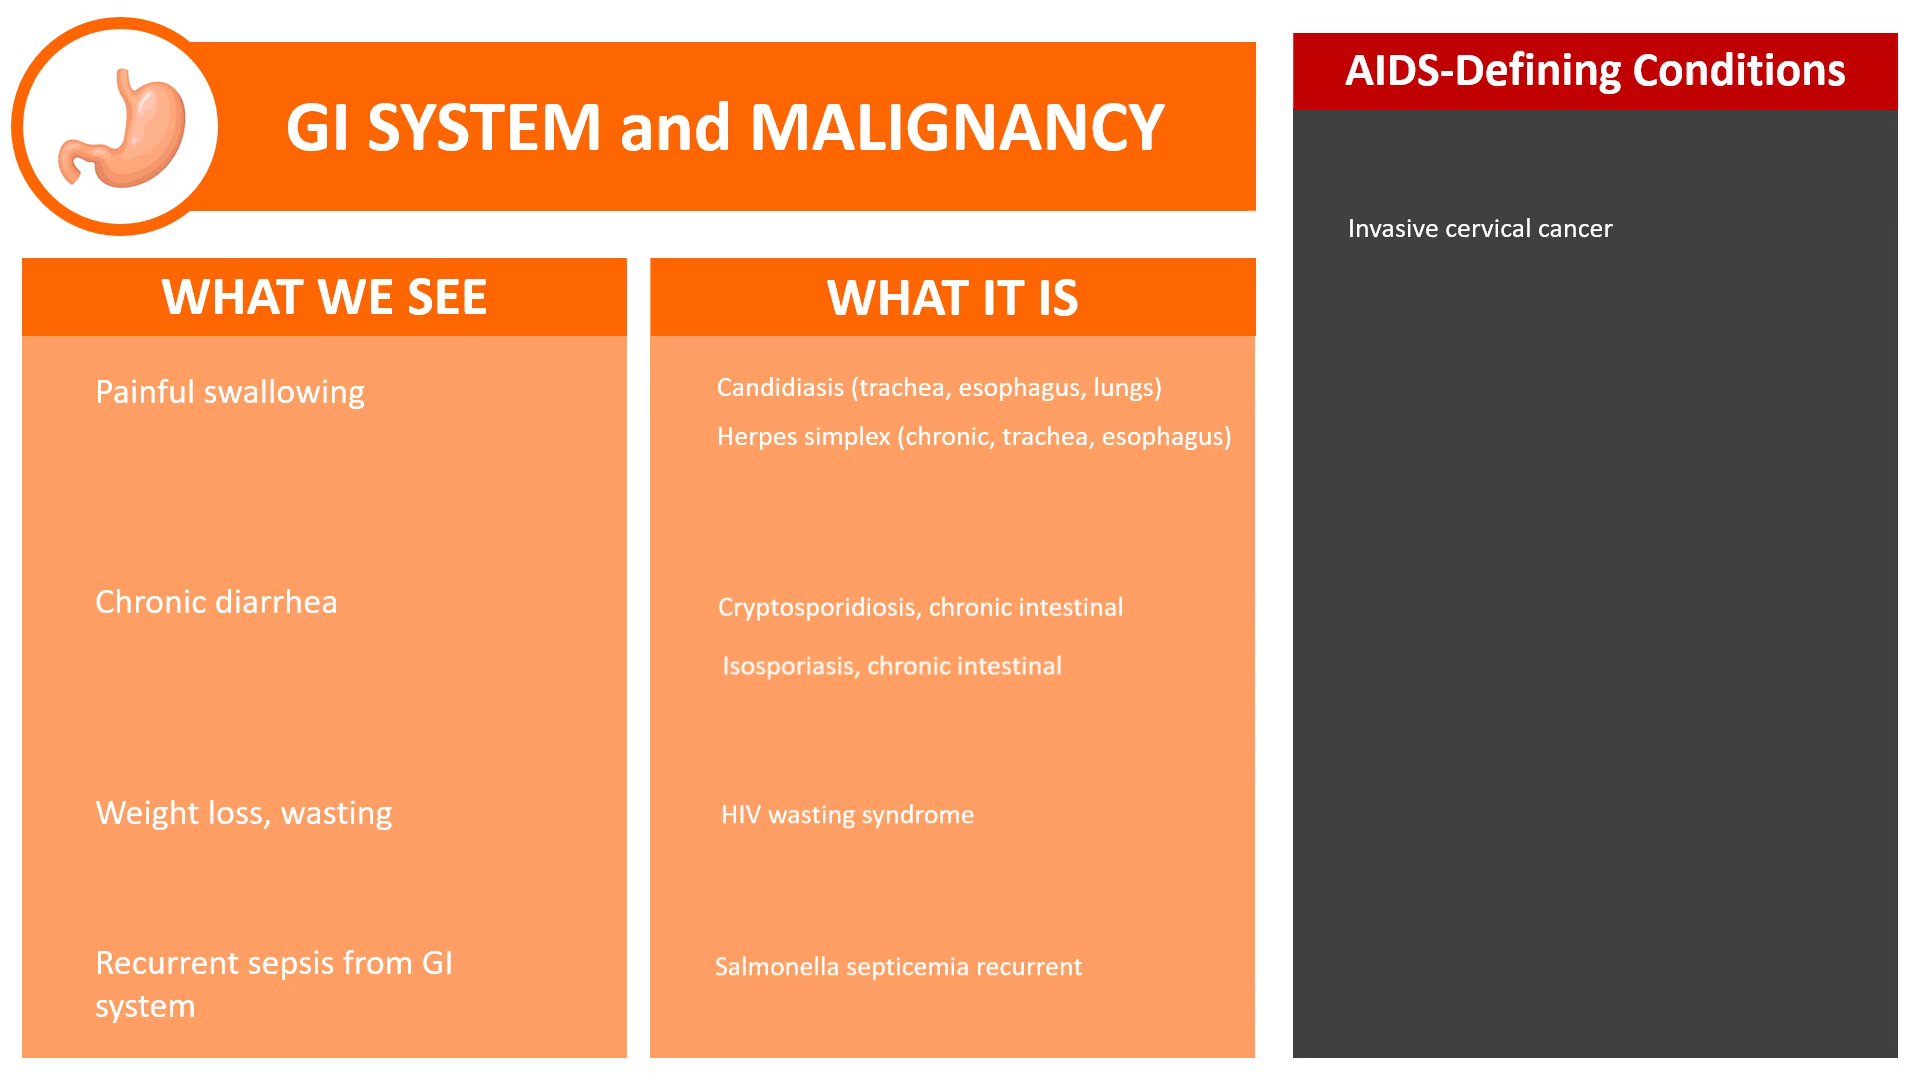 GI SYSTEM and MALIGNANCY
WHAT WE SEE
Painful swallowing
Chronic diarrhea
Weight loss, wasting
Recurrent sepsis from GI
system
WHAT IT IS
Candidiasis (trachea, esophagus, lungs)
Herpes simplex (chronic, trachea, esophagus)
Cryptosporidiosis, chronic intestinal
Isosporiasis, chronic intestinal
HIV wasting syndrome
Salmonella septicemia recurrent
AIDS-Defining Conditions
Invasive cervical cancer